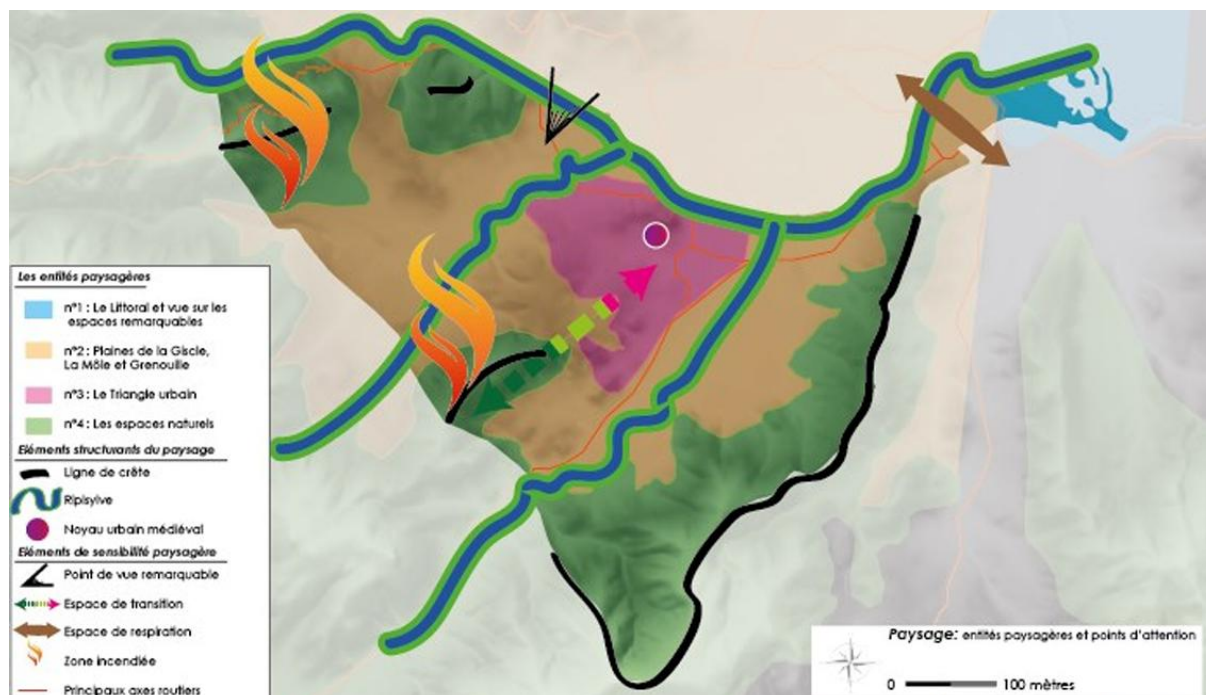 Les entités paysagères
n°1 : Le Littoral et vue sur les
espaces remarquables
n°2 : Plaines de la Giscle,
La Môle et Grenouille
n°3 : Le Triangle urbain
n°4 : Les espaces naturels
Eléments structurants du paysage
Ligne de crête
Ripisylve
Noyau urbain médiéval
Eléments de sensibilité paysagère
Point de vue remarquable
Espace de transition
Espace de respiration
Zone incendiée
Principaux axes routiers
Paysage: entités paysagères et points d'attention
0 100 mètres